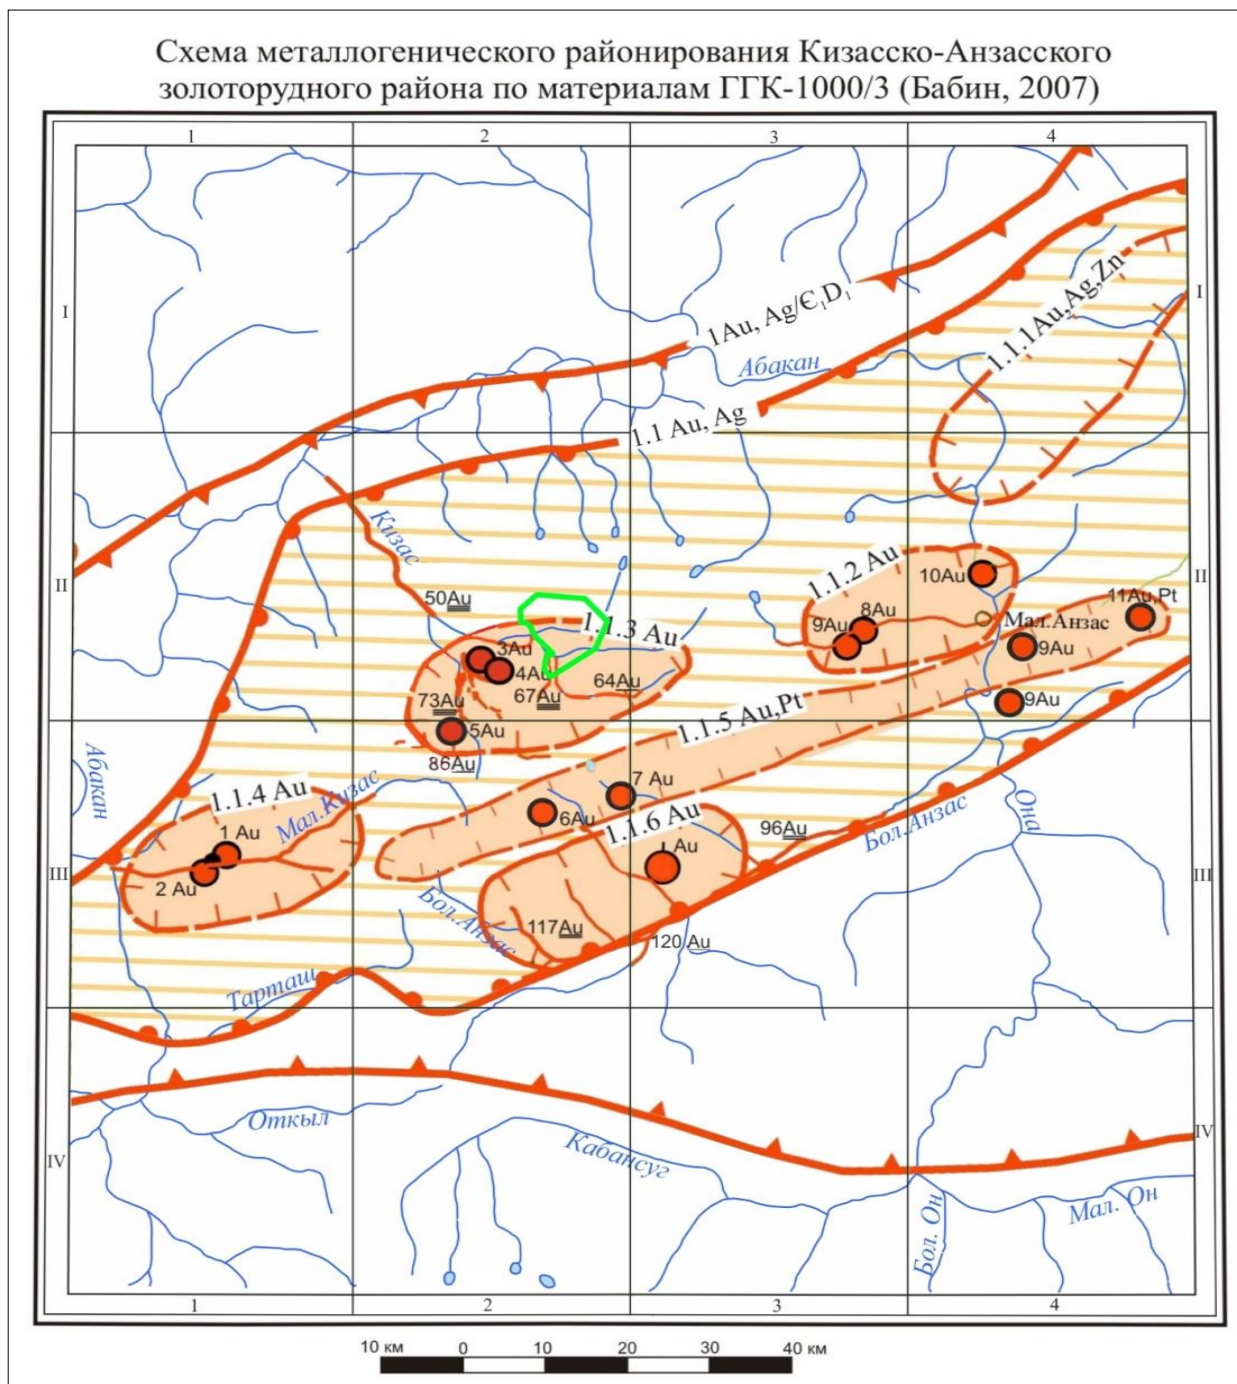 Схема металлогенического районирования Кизасско-Анзасского
золоторудного района по материалам ГГК-1000/3 (Бабин, 2007)
1
2
3
4
I
I
1Au, Ag/Є₁D₁
1.1.1Au,Ag,Zn
Абакан
1.1 Au, Ag
Кизас
II
II
1.1.2 Au
10Au
50Au
8Au
9Au
11Au,Pt
Мал.Анзас
1.1.3 Au
3Au
9Au
4Au
64Au
67Au
73Au
9Au
1.1.5 Au,Pt
5Au
86Au
Абакан
7 Au
1.1.4 Au
Мал.Кизас
6Au
1.1.6 Au
Она
Бол.Анзас
96Au
1 Au
Au
III
III
2 Au
Бол.Анзас
117Au
120 Au
Тарташ
Откыл
Кабансуг
IV
IV
Бол. Он
Мал. Он
1
2
3
4
10 км
0
10
20
30
40 км